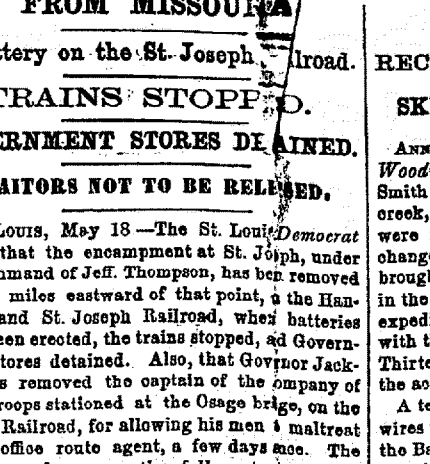 FROM MISSOURI
ttery on the St. Joseph Railroad.
TRAINS STOPPED.
ERNMENT STORES DETAINED.
AITORS NOT TO BE RELEASED.
Louis, May 18—The St. Louis Democrat
that the encampment at St. Joseph, under
mmand of Jeff. Thompson, has been removed
miles eastward of that point, on the Han-
and St. Joseph Railroad, where batteries
een erected, the trains stopped, and Govern-
tores detained. Also, that Governor Jack-
s removed the captain of the company of
roops stationed at the Osage bridge, on the
Railroad, for allowing his men to maltreat
office route agent, a few days since. The
REC
SK
Ann
Wood
Smith
creek,
were
change
brough
in the
exped
with t
Thirte
the ac
A te
wires
the Ba